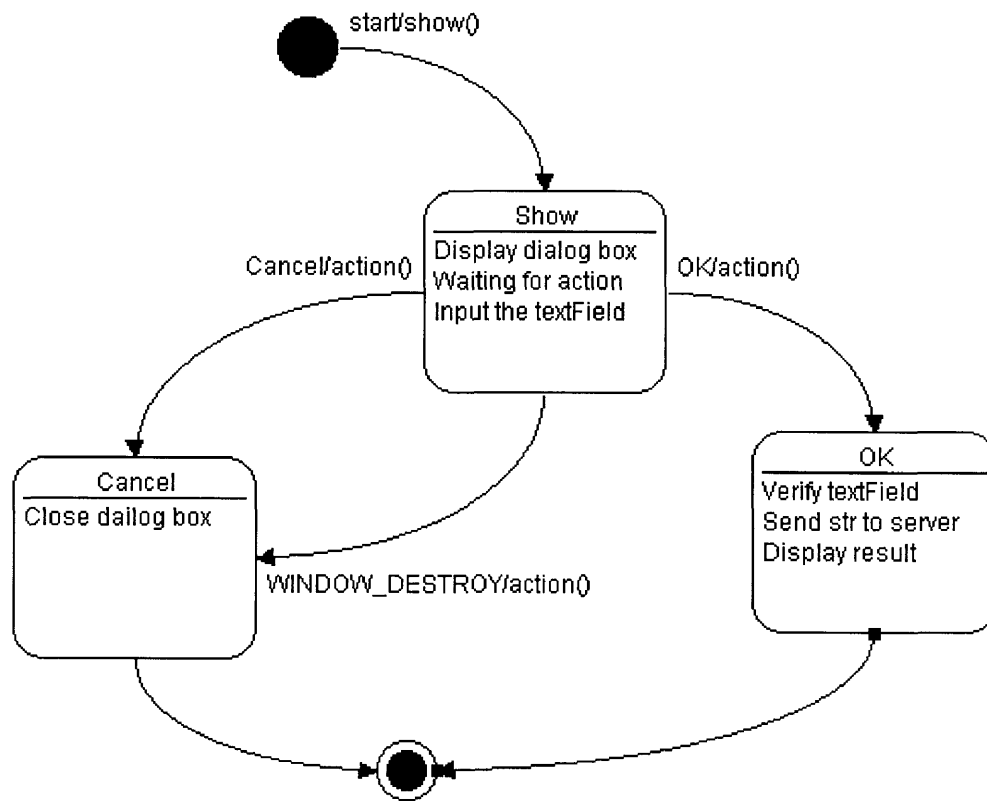 start/show()
Show
Display dialog box
Waiting for action
Input the textField
Cancel/action()
OK/action()
Cancel
Close dailog box
WINDOW_DESTROY/action()
OK
Verify textField
Send str to server
Display result